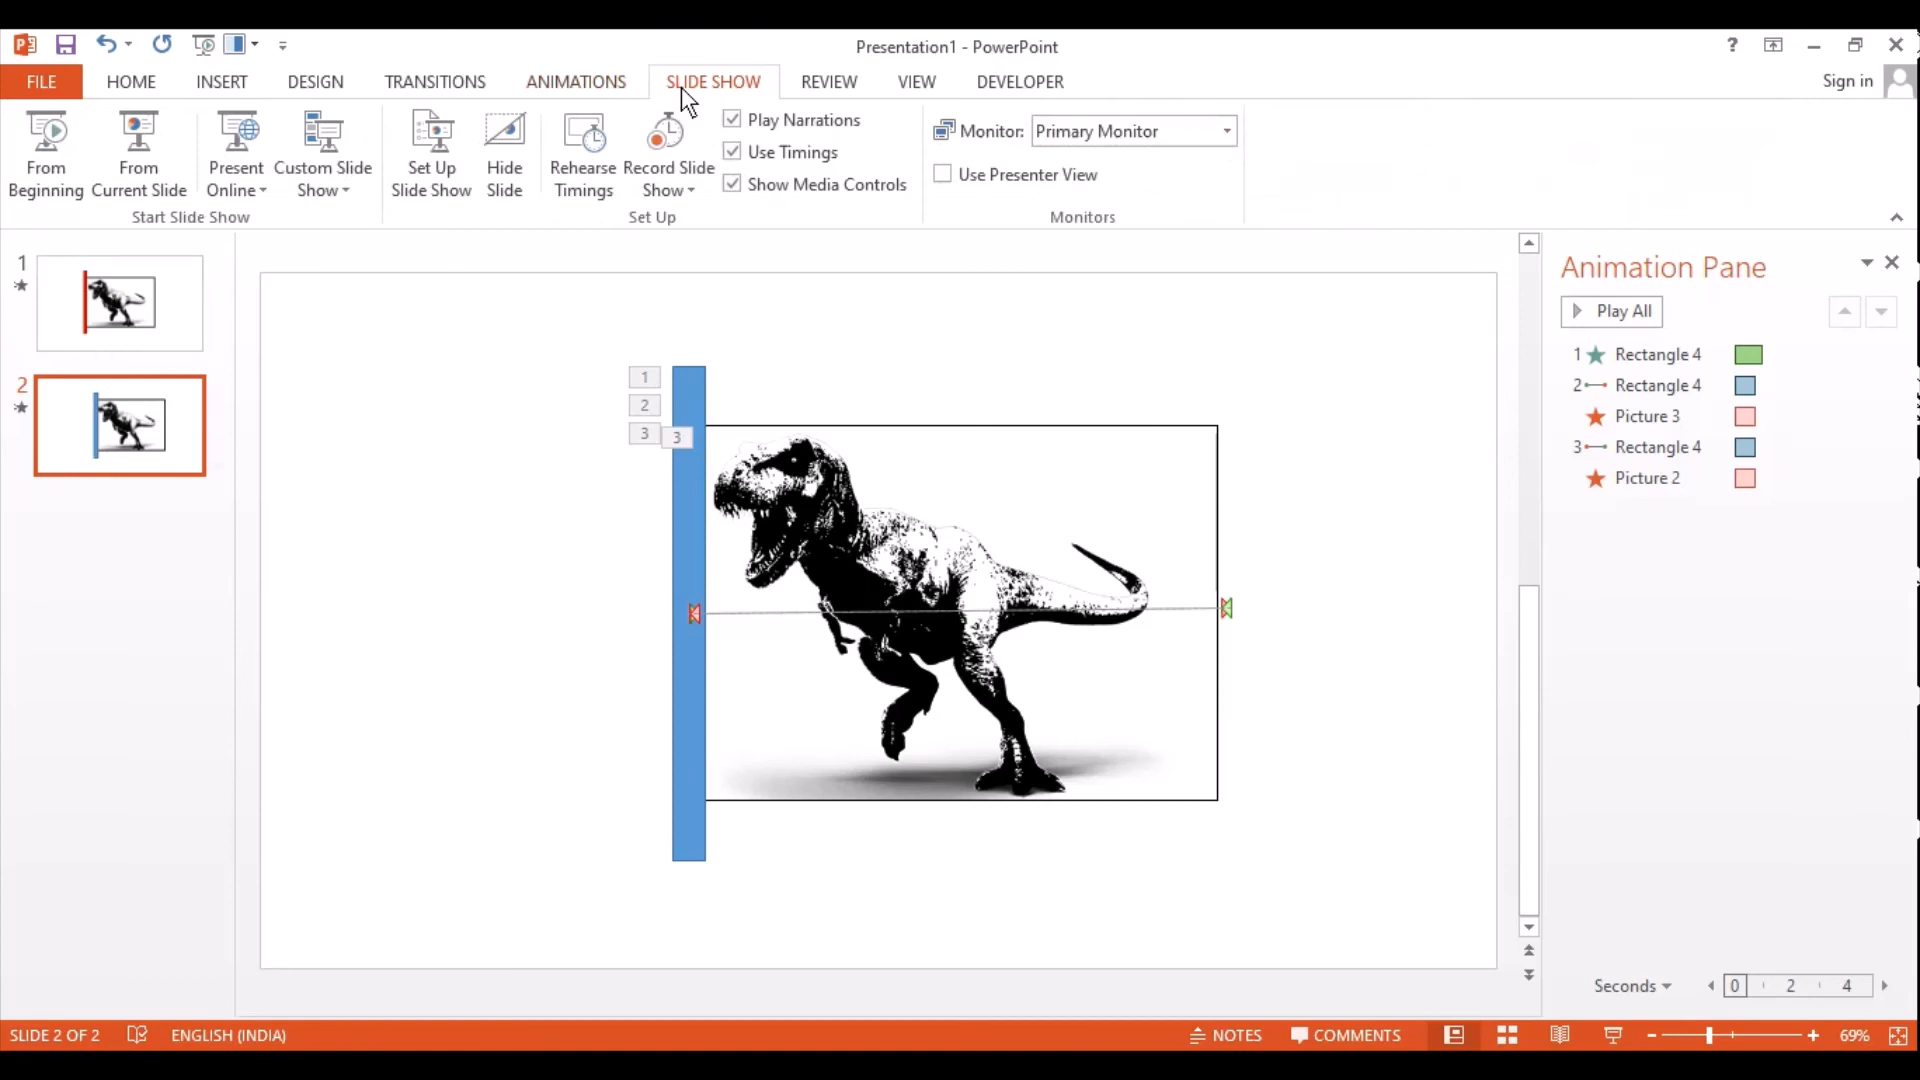 Presentation1 - PowerPoint
?
FILE HOME INSERT DESIGN TRANSITIONS ANIMATIONS SLIDE SHOW REVIEW VIEW DEVELOPER Sign in
From Beginning
From Current Slide
Present Online
Custom Slide Show
Start Slide Show
Set Up Slide Show
Hide Slide
Rehearse Timings
Record Slide Show
Play Narrations
Use Timings
Show Media Controls
Set Up
Monitor: Primary Monitor
Use Presenter View
Monitors
1
2
1
2
3 3
Animation Pane
Play All
1 Rectangle 4
2 Rectangle 4
Picture 3
3 Rectangle 4
Picture 2
Seconds 0 2 4
SLIDE 2 OF 2 ENGLISH (INDIA) NOTES COMMENTS 69%